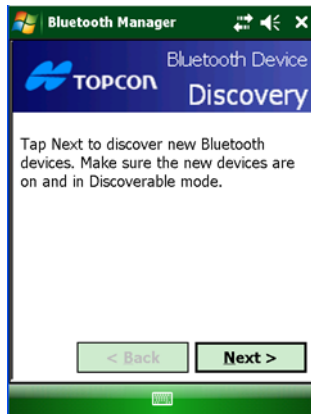 Bluetooth Manager
Bluetooth Device
TOPCON
Discovery
Tap Next to discover new Bluetooth
devices. Make sure the new devices are
on and in Discoverable mode.
< Back
Next >